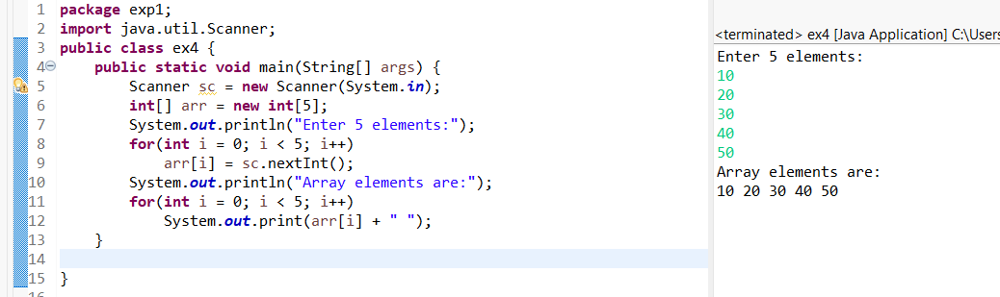 1 package exp1;
2 import java.util.Scanner;
3 public class ex4 {
4 public static void main(String[] args) {
5 Scanner sc = new Scanner(System.in);
6 int[] arr = new int[5];
7 System.out.println("Enter 5 elements:");
8 for(int i = 0; i < 5; i++)
9 arr[i] = sc.nextInt();
10 System.out.println("Array elements are:");
11 for(int i = 0; i < 5; i++)
12 System.out.print(arr[i] + " ");
13 }
14
15 }
16
<terminated> ex4 [Java Application] C:\Users
Enter 5 elements:
10
20
30
40
50
Array elements are:
10 20 30 40 50